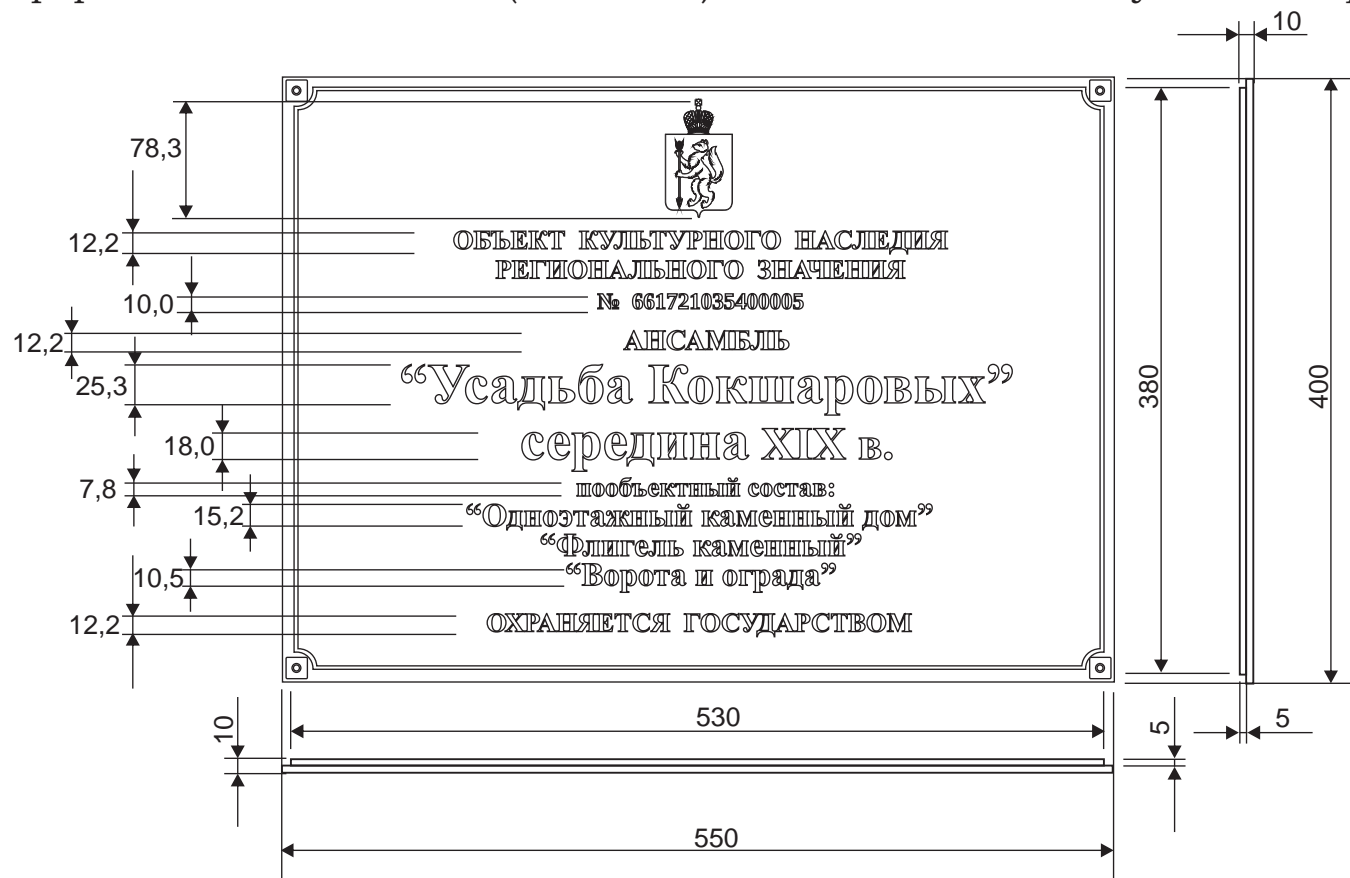 10
78,3
12,2
ОБЪЕКТ КУЛЬТУРНОГО НАСЛЕДИЯ
РЕГИОНАЛЬНОГО ЗНАЧЕНИЯ
10,0
№ 661721035400005
12,2
АНСАМБЛЬ
25,3
“Усадьба Кокшаровых”
380
400
18,0
середина XIX в.
7,8
пообъектный состав:
15,2
“Одноэтажный каменный дом”
“Флигель каменный”
10,5
“Ворота и ограда”
12,2
ОХРАНЯЕТСЯ ГОСУДАРСТВОМ
10
530
5
5
550